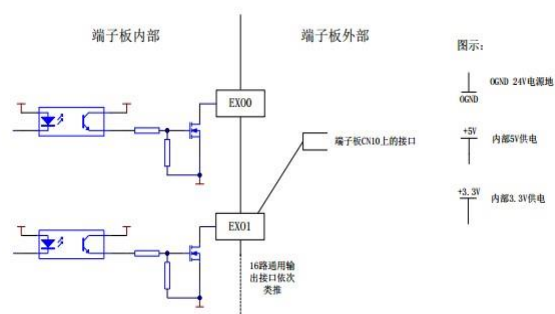 端子板内部
端子板外部
图示：
EXO0
OGND
OGND 24V电源地
端子板CN10上的接口
+5V
内部5V供电
+3.3V
内部3.3V供电
EXO1
16路通用输
出接口依次
类推